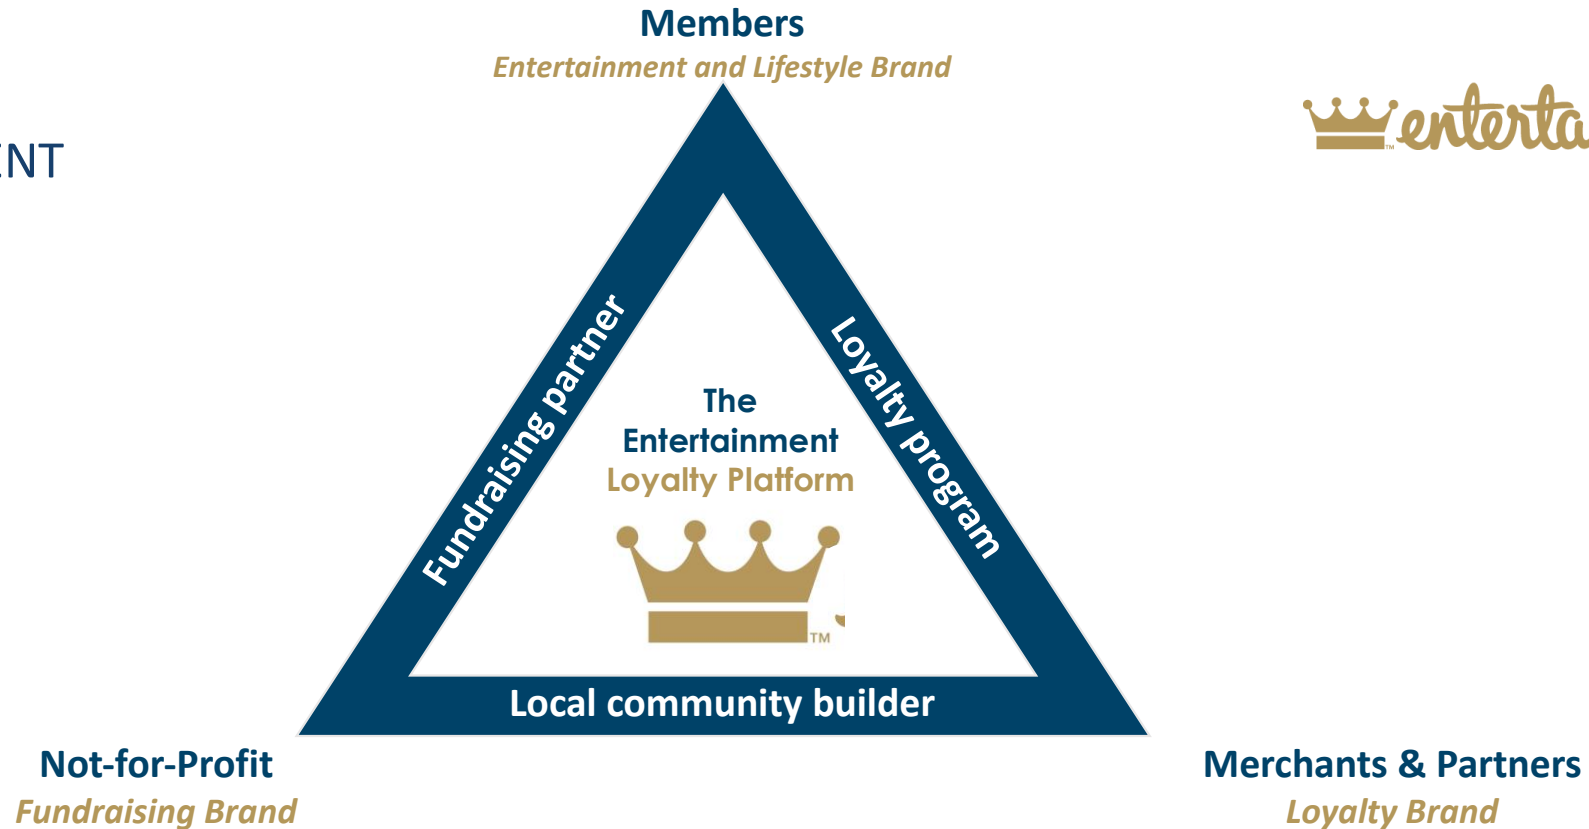 Members
Entertainment and Lifestyle Brand
Fundraising partner
Loyalty program
The
Entertainment
Loyalty Platform
TM
Local community builder
Not-for-Profit
Fundraising Brand
Merchants & Partners
Loyalty Brand